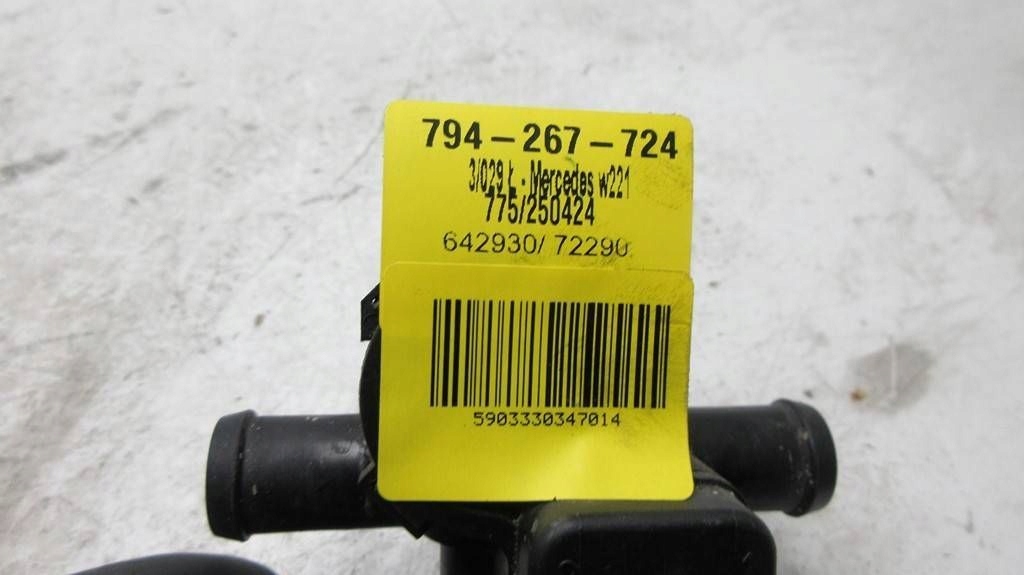 794-267-724
3/029 Ł - Mercedes w221
775/250424
642930/ 72290
5903330347014